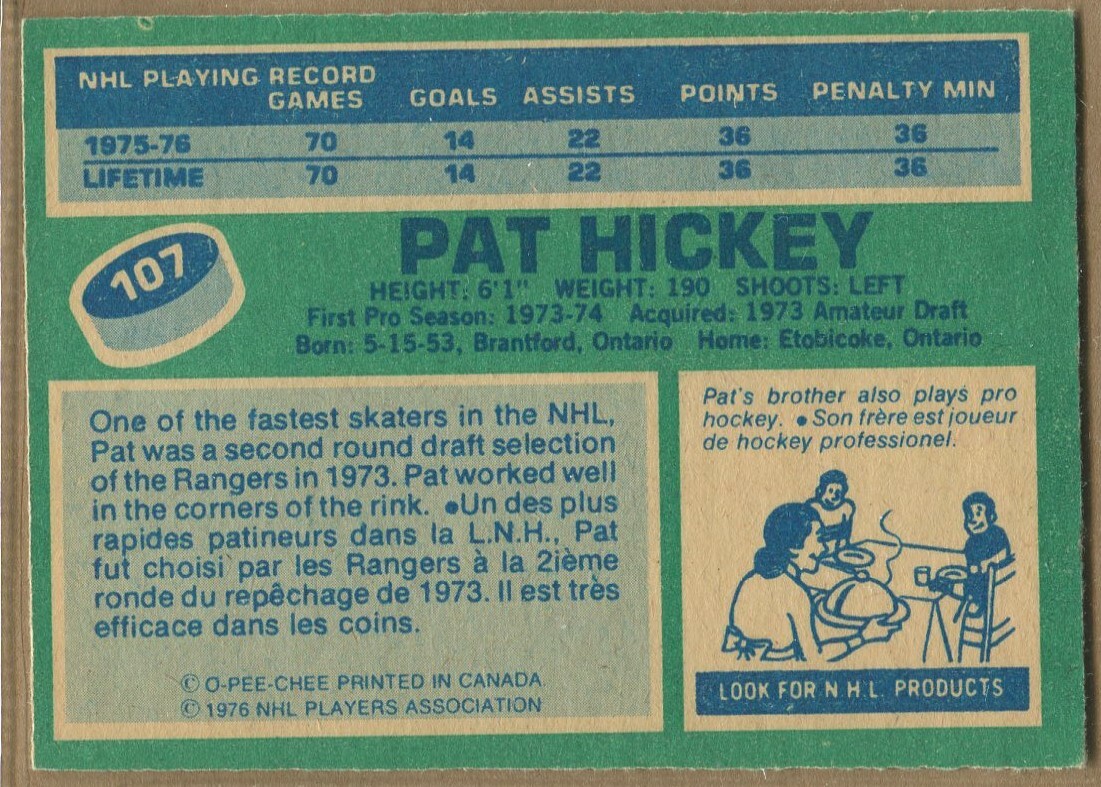 NHL PLAYING RECORD
GAMES GOALS ASSISTS POINTS PENALTY MIN
1975-76 70 14 22 36 36
LIFETIME 70 14 22 36 36
107
PAT HICKEY
HEIGHT: 6'1" WEIGHT: 190 SHOOTS: LEFT
First Pro Season: 1973-74 Acquired: 1973 Amateur Draft
Born: 5-15-53, Brantford, Ontario Home: Etobicoke, Ontario
One of the fastest skaters in the NHL,
Pat was a second round draft selection
of the Rangers in 1973. Pat worked well
in the corners of the rink. •Un des plus
rapides patineurs dans la L.N.H., Pat
fut choisi par les Rangers à la 2ième
ronde du repêchage de 1973. Il est très
efficace dans les coins.
© O-PEE-CHEE PRINTED IN CANADA
© 1976 NHL PLAYERS ASSOCIATION
Pat's brother also plays pro
hockey. •Son frère est joueur
de hockey professionel.
LOOK FOR N H L PRODUCTS